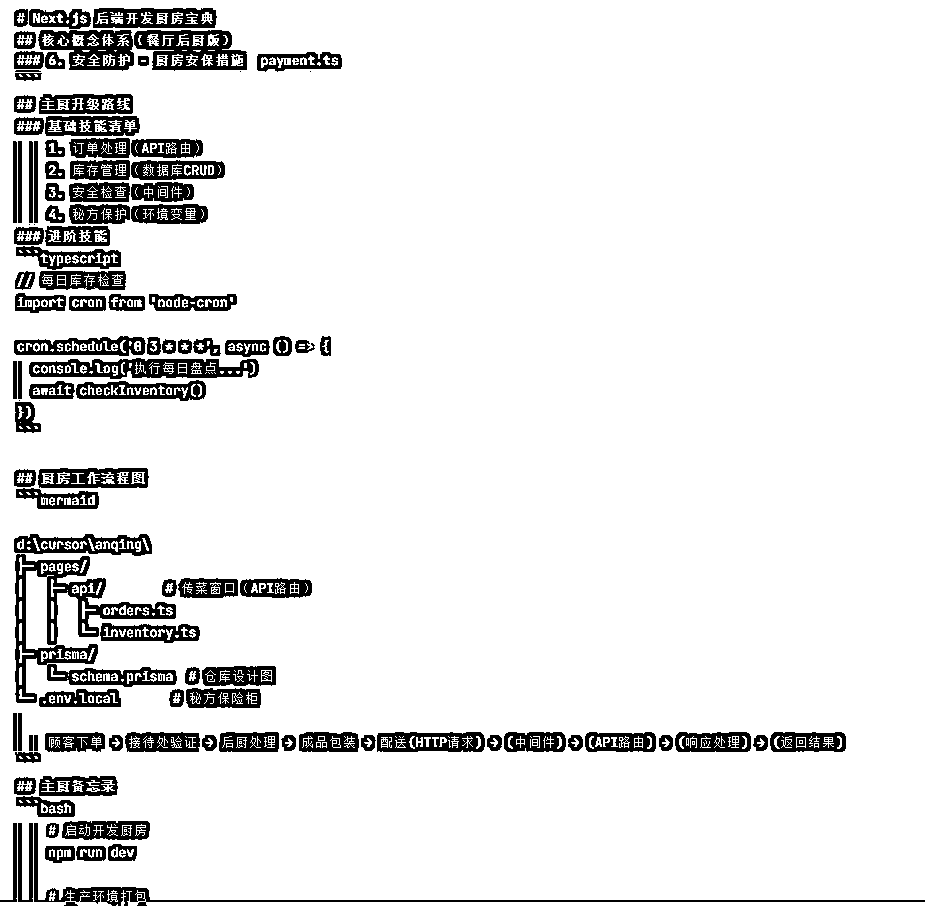 # Next.js 后端开发厨房宝典
## 核心概念体系（餐厅后厨版）
### 6. 安全防护 - 厨房安保措施  payment.ts
```
## 主厨升级路线
### 基础技能清单
1. 订单处理（API路由）
2. 库存管理（数据库CRUD）
3. 安全检查（中间件）
4. 秘方保护（环境变量）
### 进阶技能
```typescript
// 每日库存检查
import cron from 'node-cron'
cron.schedule('0 3 * * *', async () => {
console.log('执行每日盘点...')
await checkInventory()
})
```
## 厨房工作流程图
```mermaid
d:\cursor\anqing\
├─ pages/
│  ├─ api/  # 传菜窗口（API路由）
│  │  ├─ orders.ts
│  │  └─ inventory.ts
├─ prisma/
│  └─ schema.prisma  # 仓库设计图
└─ .env.local  # 秘方保险柜
顾客下单 → 接待处验证 → 后厨处理 → 成品包装 → 配送(HTTP请求) → (中间件) → (API路由) → (响应处理) → (返回结果)
```
## 主厨备忘录
```bash
# 启动开发厨房
npm run dev
# 生产环境打包